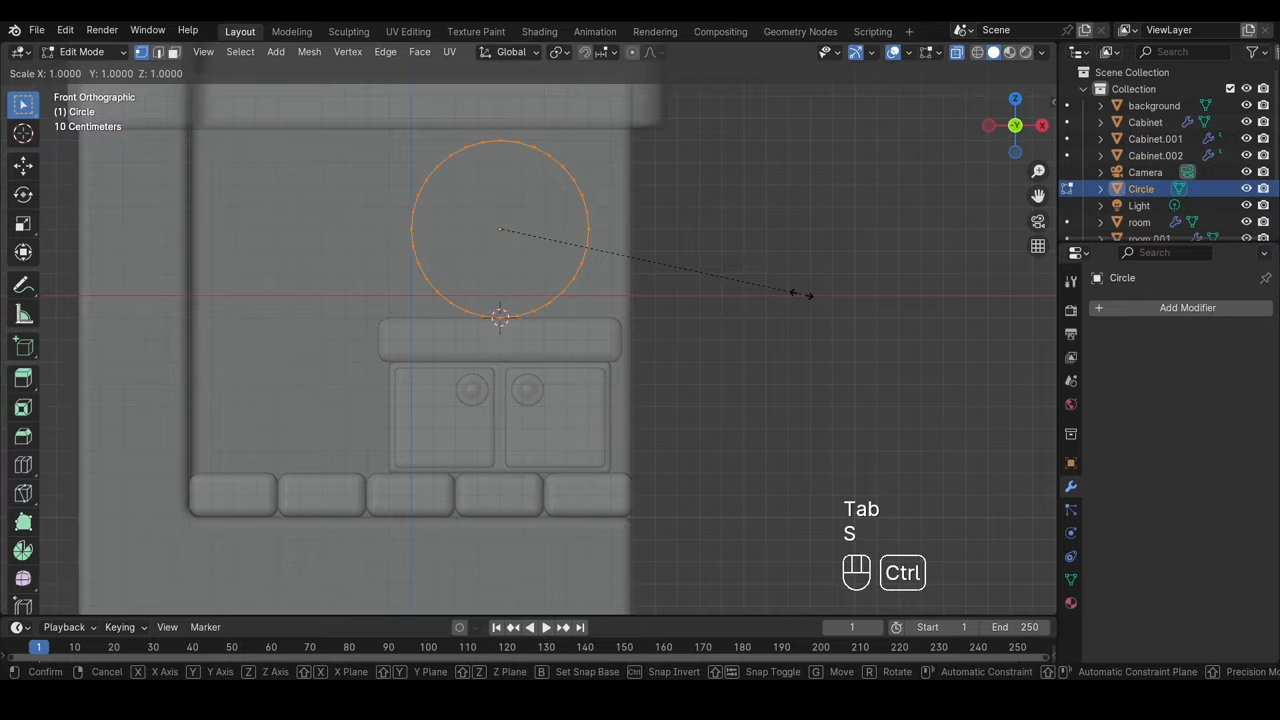 File Edit Render Window Help Layout Modeling Sculpting UV Editing Texture Paint Shading Animation Rendering Compositing Geometry Nodes Scripting Scene ViewLayer
Edit Mode View Select Add Mesh Vertex Edge Face UV Global Search
Scale X: 1.0000 Y: 1.0000 Z: 1.0000
Scene Collection
Front Orthographic
Collection
(1) Circle
background
10 Centimeters
Cabinet
Cabinet.001
Cabinet.002
Camera
Circle
Light
room
room.001
Search
Circle
Add Modifier
Z
X
-Y
Tab
S
Ctrl
Playback Keying View Marker 1 Start 1 End 250
1 10 20 30 40 50 60 70 80 90 100 110 120 130 140 150 160 170 180 190 200 210 220 230 240 250
Confirm Cancel X X Axis Y Y Axis Z Z Axis X X Plane Y Y Plane Z Z Plane B Set Snap Base Ctrl Snap Invert Snap Toggle G Move R Rotate Automatic Constraint Automatic Constraint Plane Precision Mo